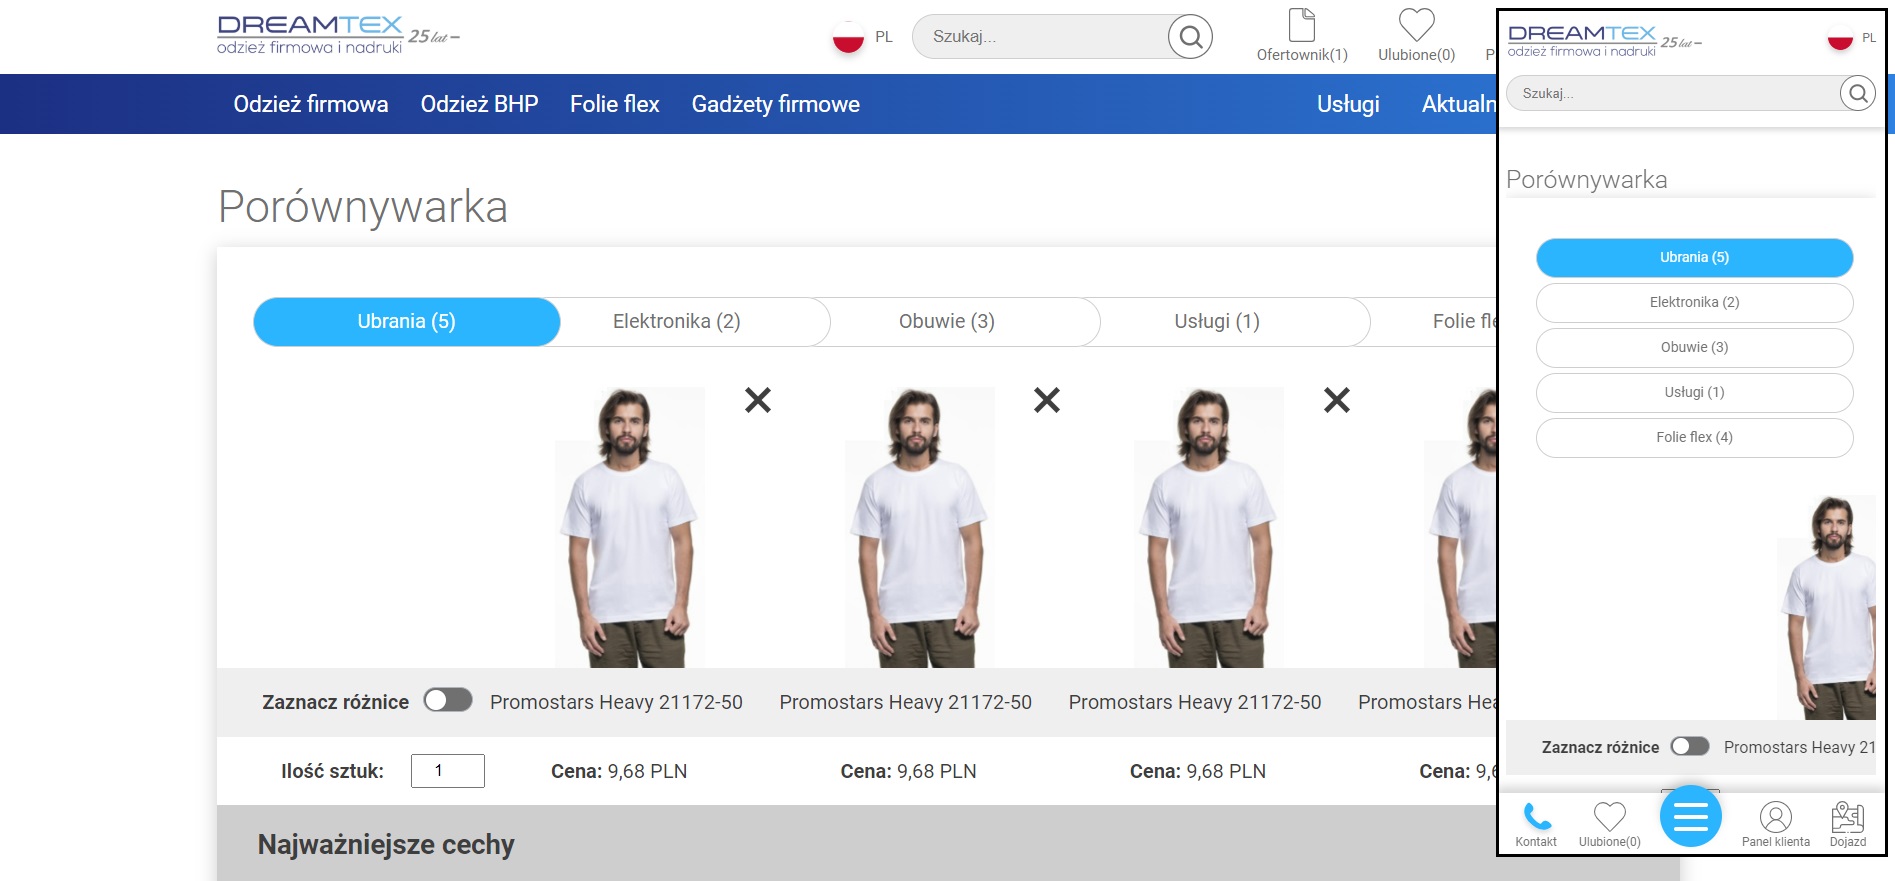 DREAMTEX 25 lat
odzież firmowa i nadruki
PL
Szukaj...
Ofertownik(1)
Ulubione(0)
P
Odzież firmowa
Odzież BHP
Folie flex
Gadżety firmowe
Usługi
Aktualn
Porównywarka
Ubrania (5)
Elektronika (2)
Obuwie (3)
Usługi (1)
Folie fle
Zaznacz różnice
Promostars Heavy 21172-50
Promostars Heavy 21172-50
Promostars Heavy 21172-50
Promostars Hea
Ilość sztuk:
1
Cena: 9,68 PLN
Cena: 9,68 PLN
Cena: 9,68 PLN
Cena: 9,6
Najważniejsze cechy
DREAMTEX 25 lat
odzież firmowa i nadruki
PL
Szukaj...
Porównywarka
Ubrania (5)
Elektronika (2)
Obuwie (3)
Usługi (1)
Folie flex (4)
Zaznacz różnice
Promostars Heavy 21
Kontakt
Ulubione(0)
Panel klienta
Dojazd